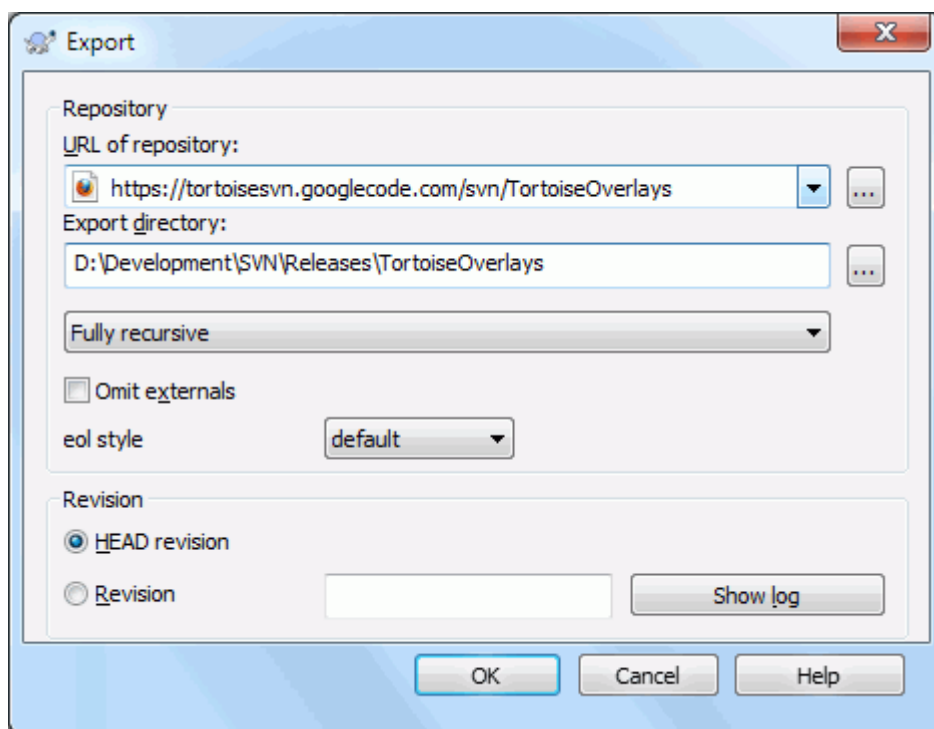 Export
Repository
URL of repository:
https://tortoisesvn.googlecode.com/svn/TortoiseOverlays
...
Export directory:
D:\Development\SVN\Releases\TortoiseOverlays
...
Fully recursive
Omit externals
eol style default
Revision
HEAD revision
Revision Show log
OK Cancel Help